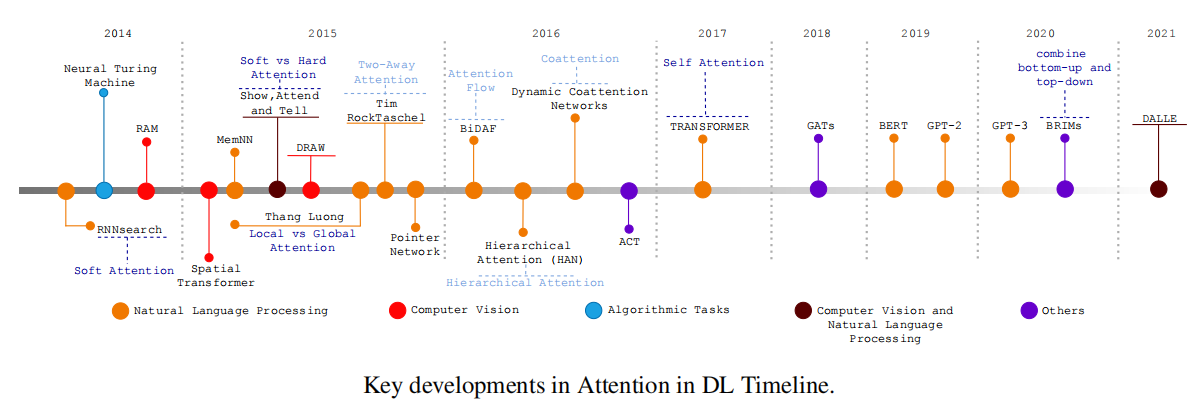 2014
2015
2016
2017
2018
2019
2020
2021
Neural Turing
Machine
RAM
RNNsearch
Soft Attention
Soft vs Hard
Attention
Show,Attend
and Tell
MemNN
DRAW
Two-Away
Attention
Tim
RockTaschel
Thang Luong
Local vs Global
Attention
Spatial
Transformer
Pointer
Network
Attention
Flow
BiDAF
Coattention
Dynamic Coattention
Networks
Hierarchical
Attention (HAN)
Hierarchical Attention
ACT
Self Attention
TRANSFORMER
GATs
BERT
GPT-2
GPT-3
combine
bottom-up and
top-down
BRIMs
DALLE
Natural Language Processing
Computer Vision
Algorithmic Tasks
Computer Vision and
Natural Language
Processing
Others
Key developments in Attention in DL Timeline.